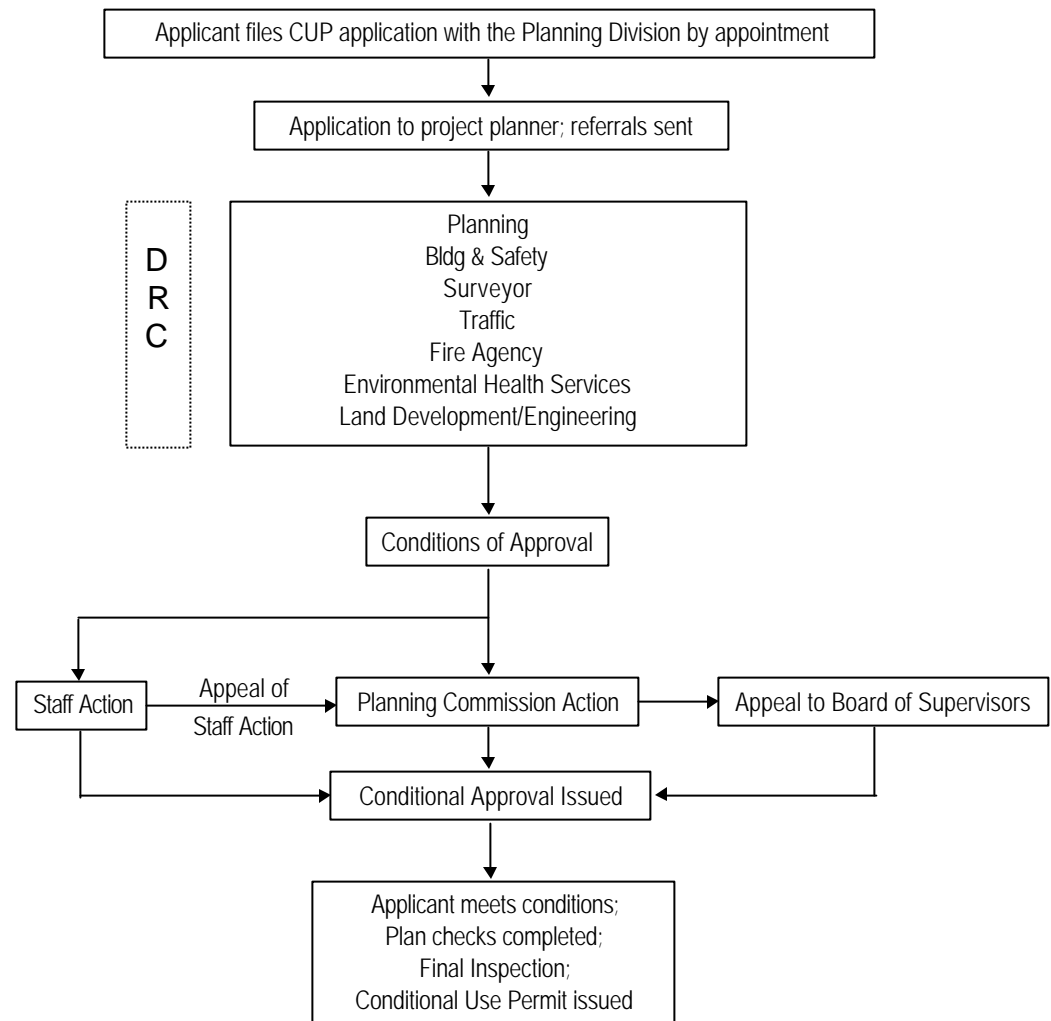 Applicant files CUP application with the Planning Division by appointment
Application to project planner; referrals sent
D
R
C
Planning
Bldg & Safety
Surveyor
Traffic
Fire Agency
Environmental Health Services
Land Development/Engineering
Conditions of Approval
Staff Action
Appeal of
Staff Action
Planning Commission Action
Appeal to Board of Supervisors
Conditional Approval Issued
Applicant meets conditions;
Plan checks completed;
Final Inspection;
Conditional Use Permit issued